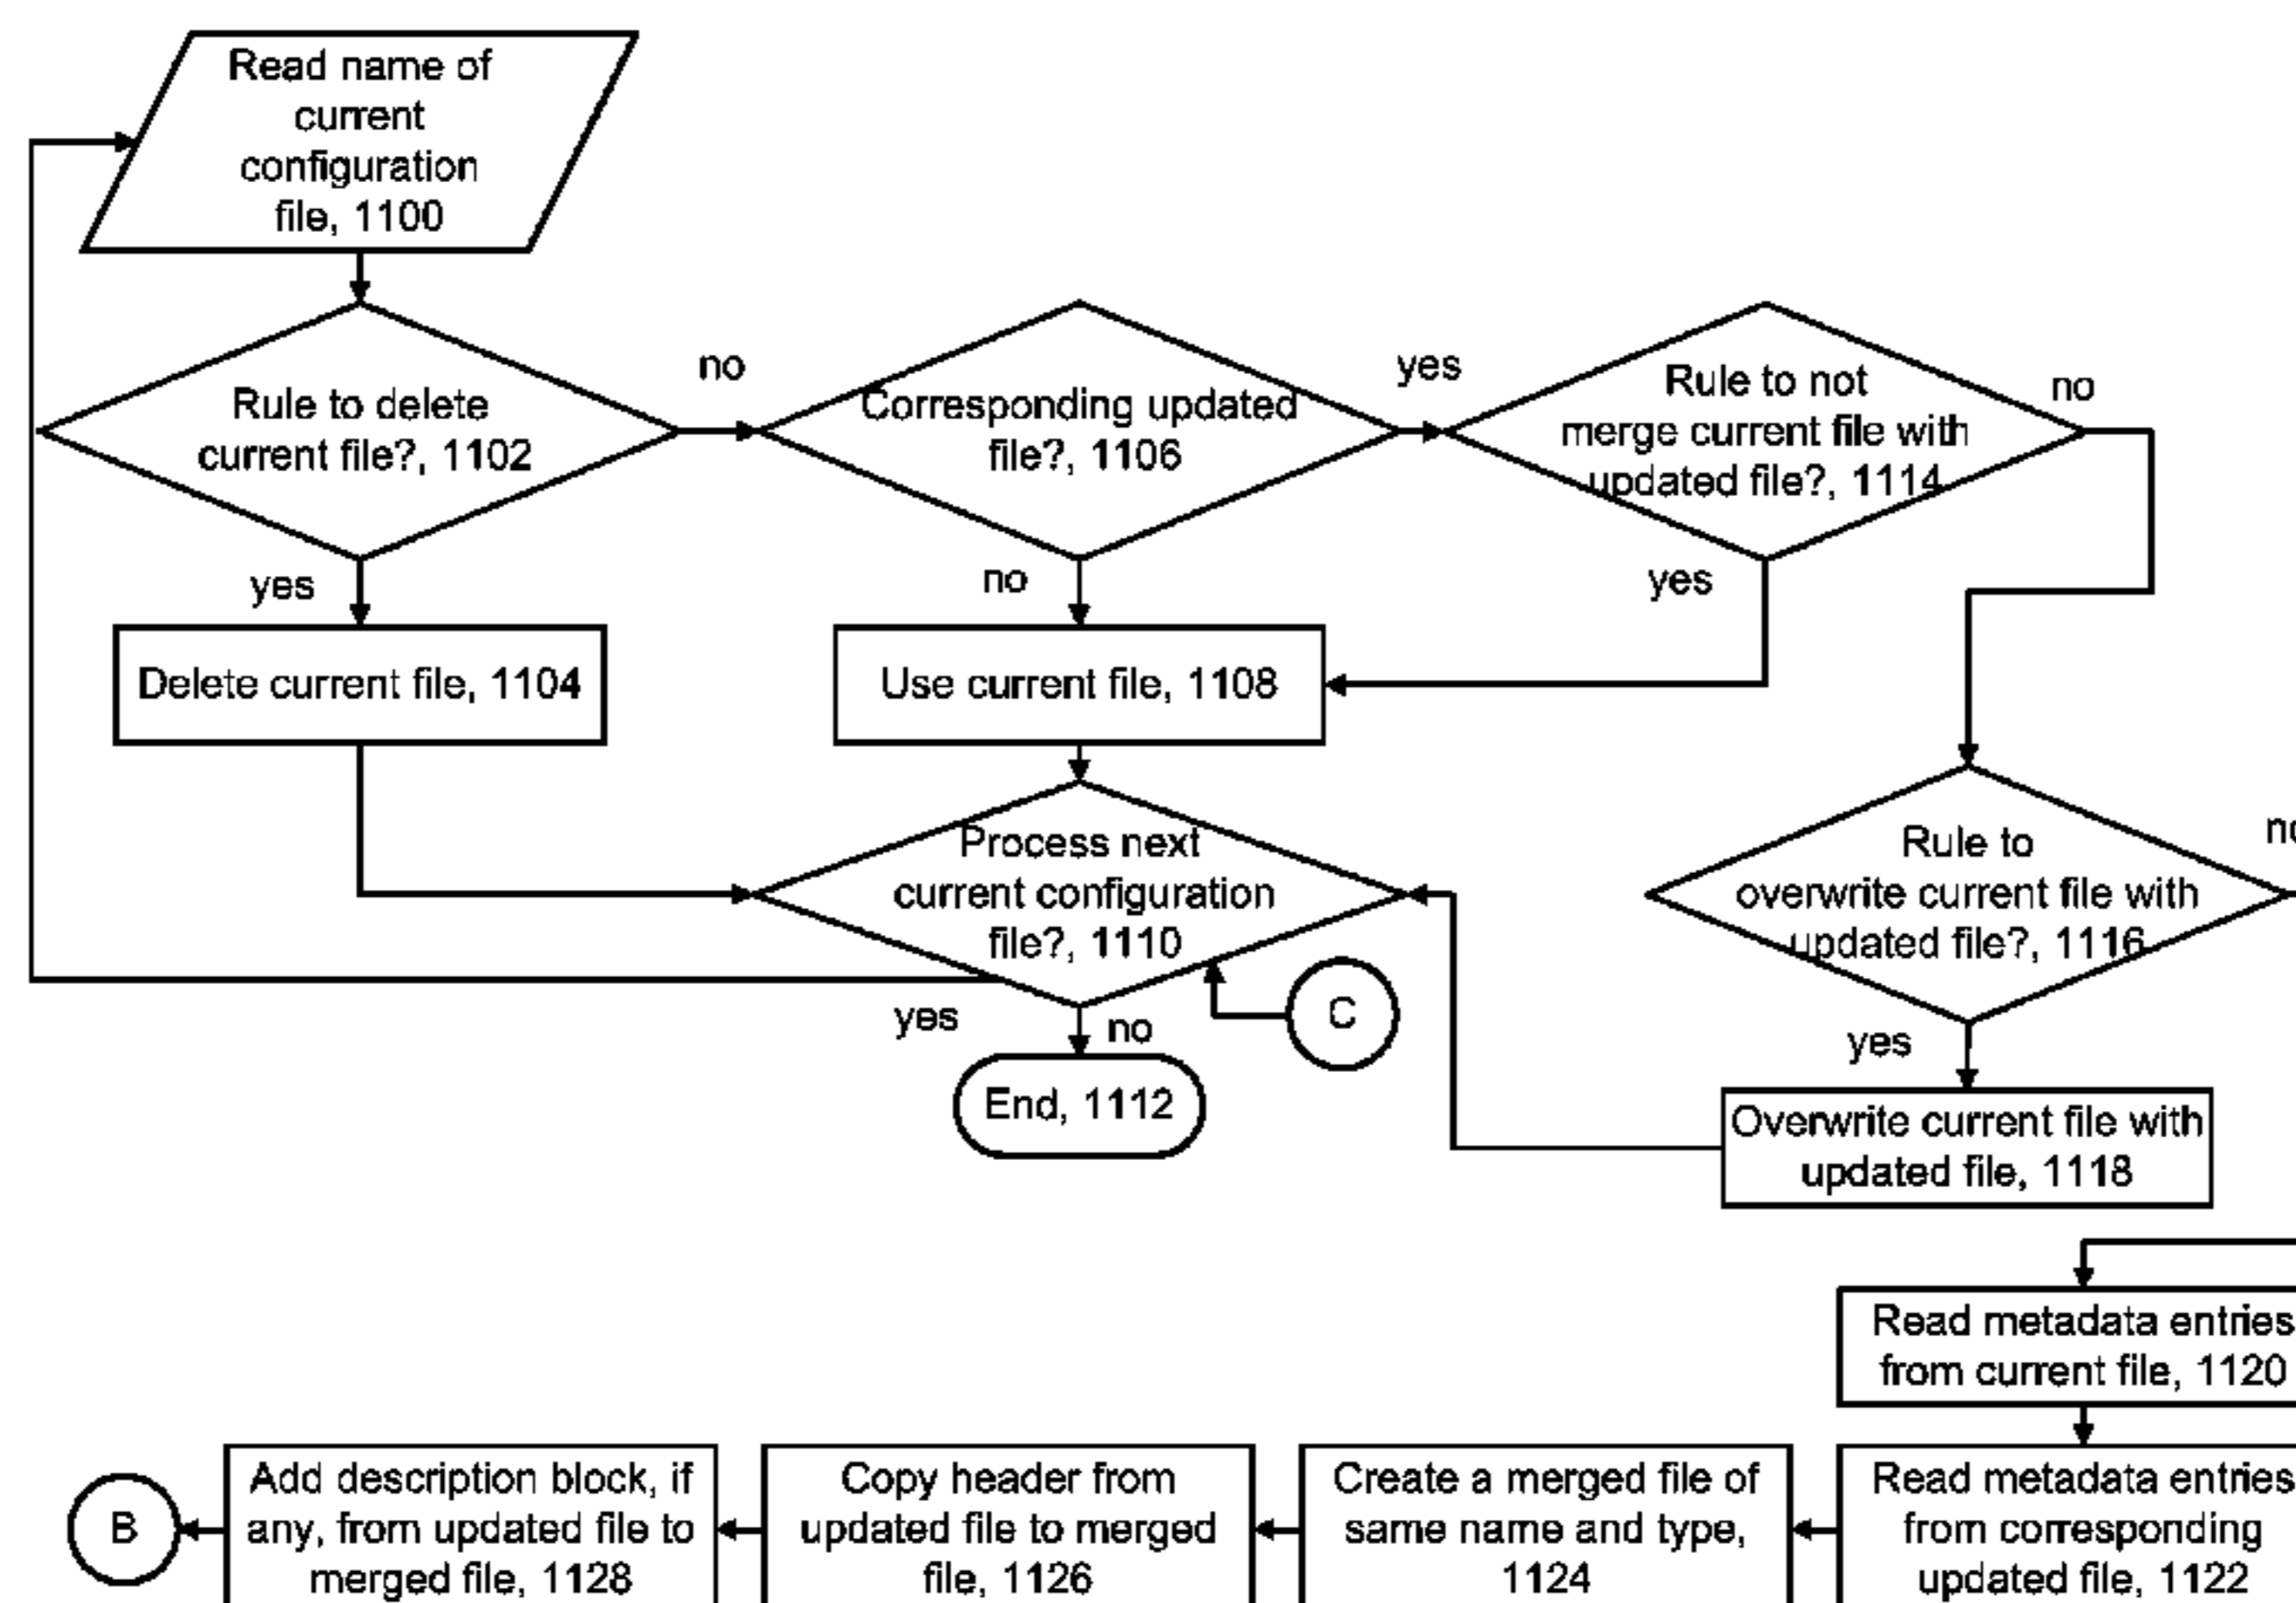 Read name of
current
configuration
file, 1100
Rule to delete
current file?, 1102
no
Corresponding updated
file?, 1106
yes
Rule to not
merge current file with
updated file?, 1114
no
yes
no
yes
Delete current file, 1104
Use current file, 1108
Process next
current configuration
file?, 1110
Rule to
overwrite current file with
updated file?, 1116
no
yes
no
C
yes
End, 1112
Overwrite current file with
updated file, 1118
Read metadata entries
from current file, 1120
B
Add description block, if
any, from updated file to
merged file, 1128
Copy header from
updated file to merged
file, 1126
Create a merged file of
same name and type,
1124
Read metadata entries
from corresponding
updated file, 1122